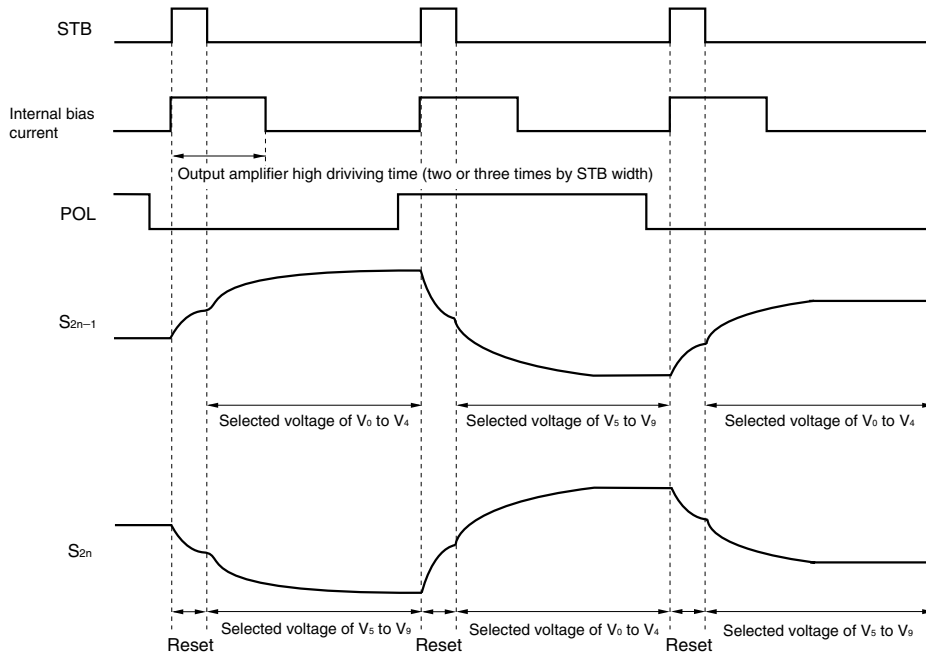 STB
Internal bias
current
Output amplifier high driviving time (two or three times by STB width)
POL
S2n−1
Selected voltage of V0 to V4
Selected voltage of V5 to V9
Selected voltage of V0 to V4
S2n
Selected voltage of V5 to V9
Selected voltage of V0 to V4
Selected voltage of V5 to V9
Reset
Reset
Reset